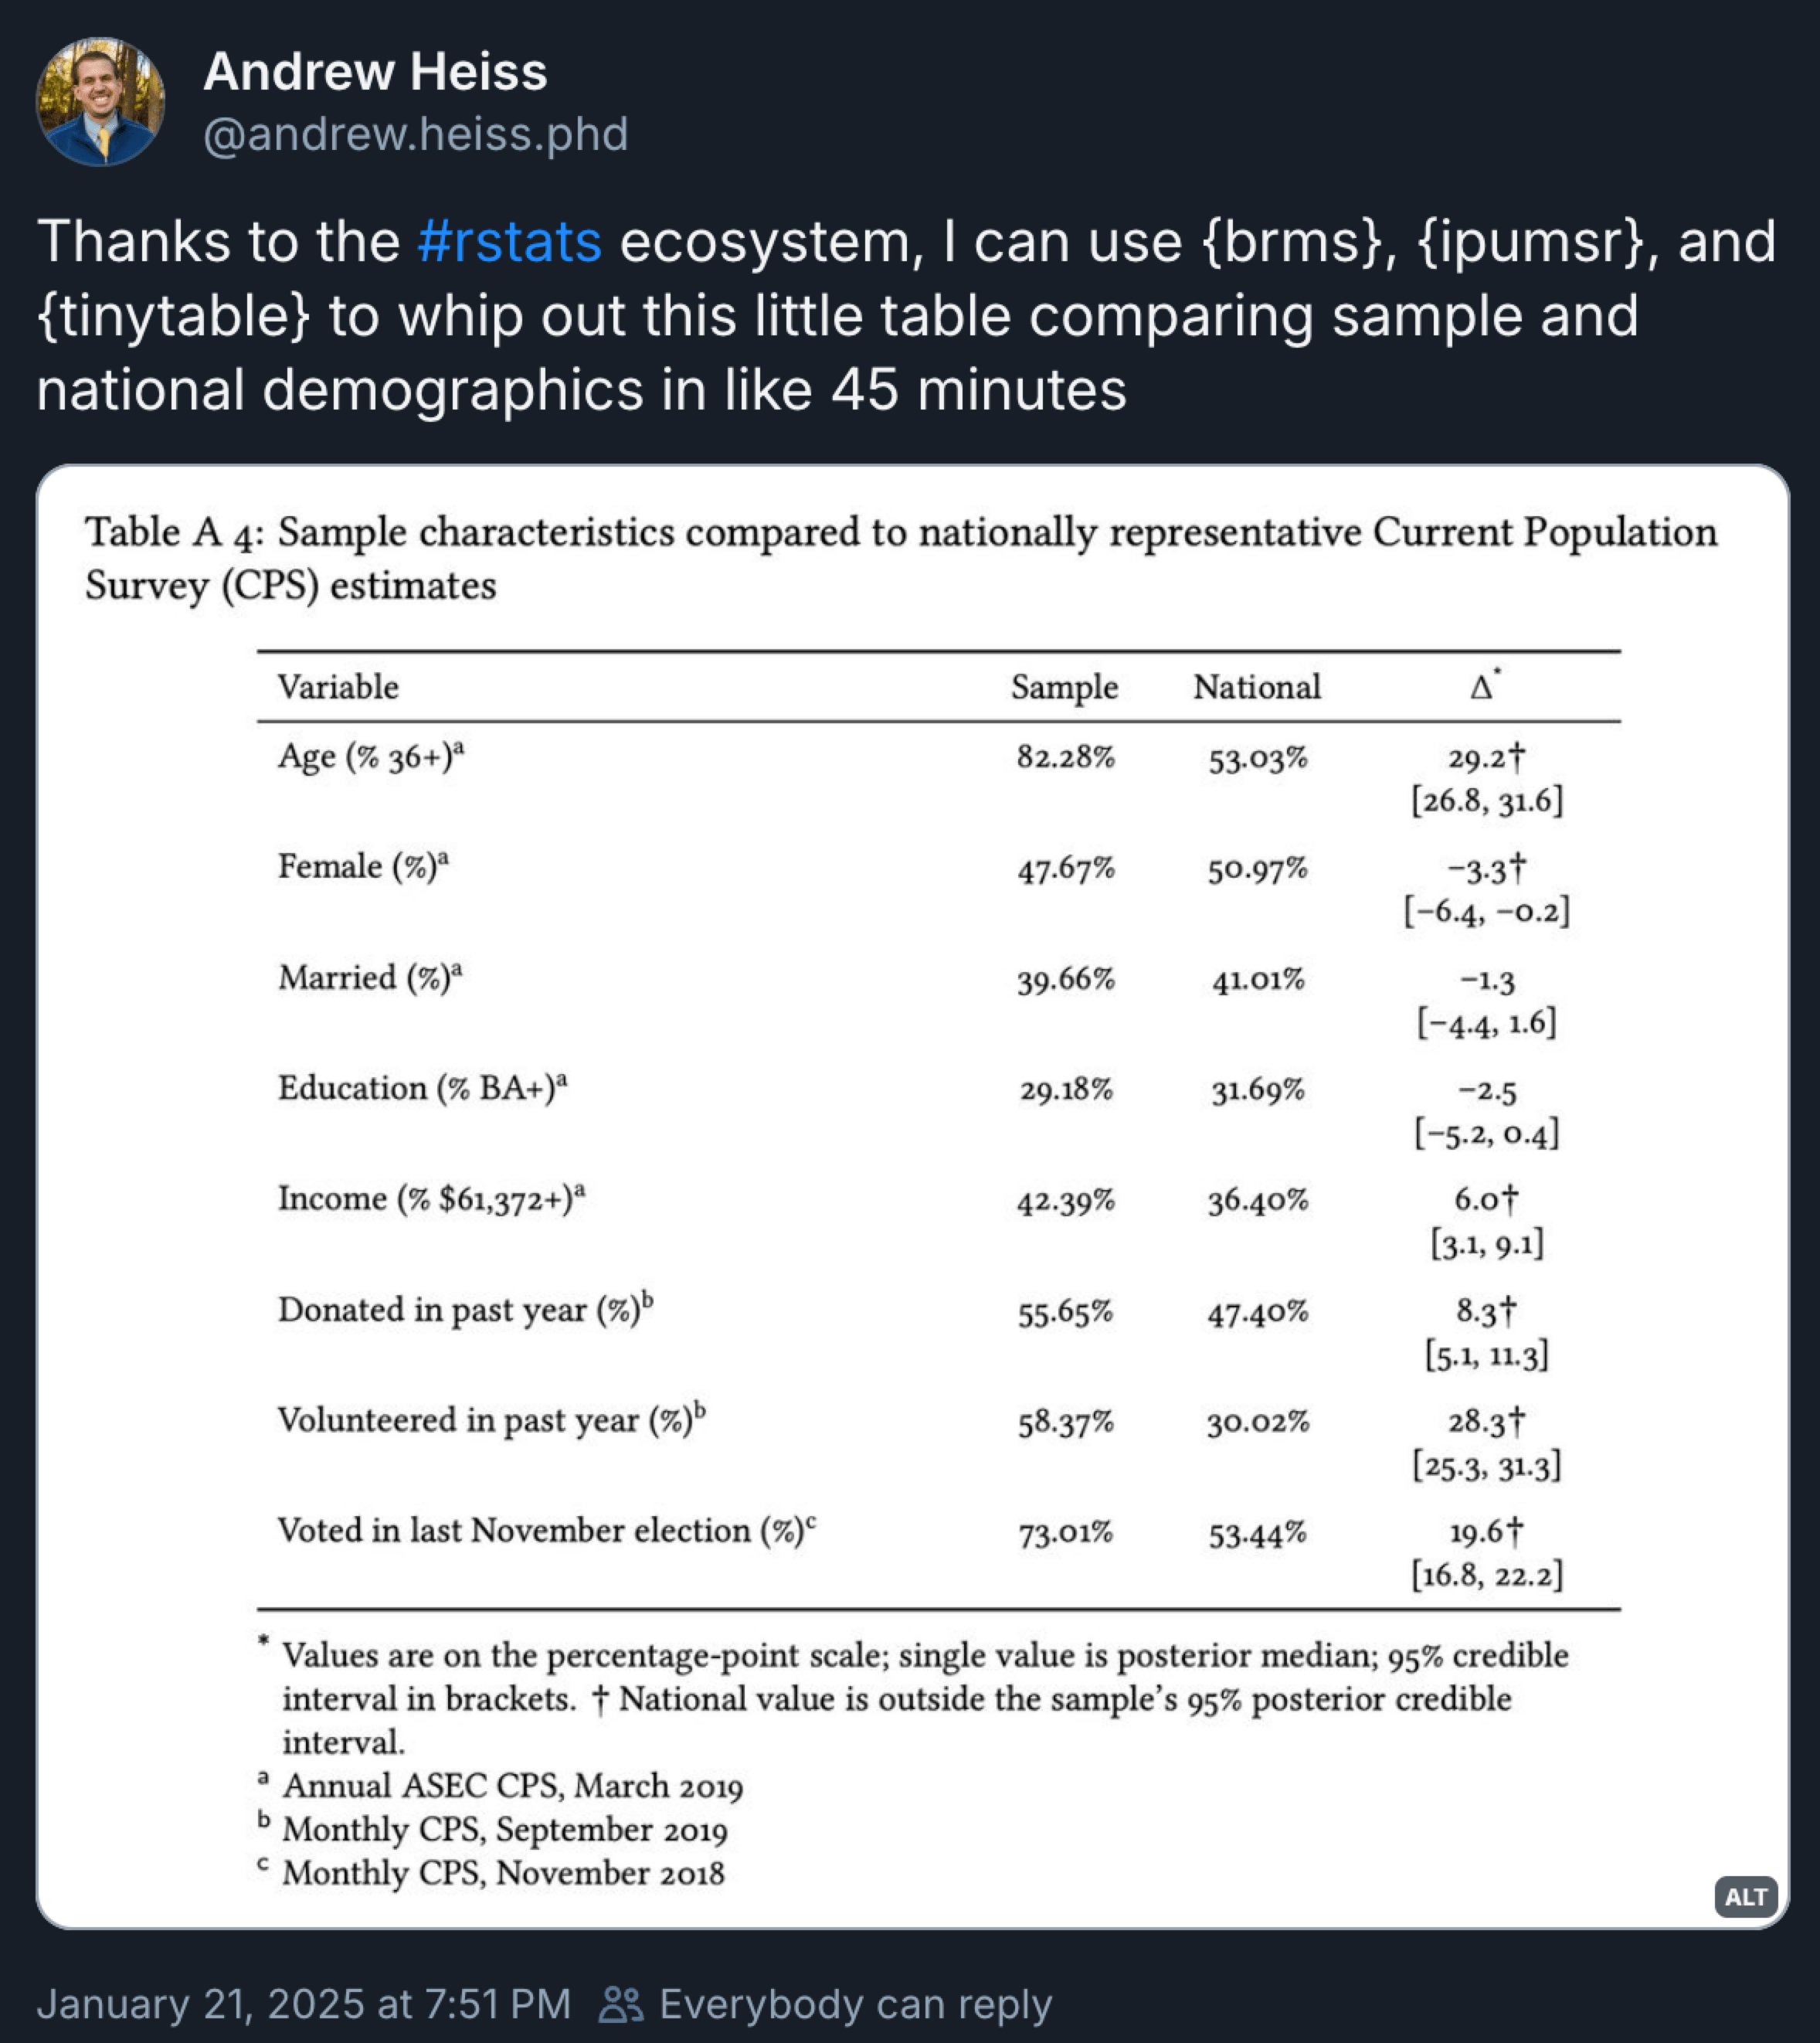 Andrew Heiss
@andrew.heiss.phd
Thanks to the #rstats ecosystem, I can use {brms}, {ipumsr}, and
{tinytable} to whip out this little table comparing sample and
national demographics in like 45 minutes
Table A 4: Sample characteristics compared to nationally representative Current Population
Survey (CPS) estimates
Variable Sample National Δ*
Age (% 36+)ᵃ 82.28% 53.03% 29.2†
[26.8, 31.6]
Female (%)ᵃ 47.67% 50.97% −3.3†
[−6.4, −0.2]
Married (%)ᵃ 39.66% 41.01% −1.3
[−4.4, 1.6]
Education (% BA+)ᵃ 29.18% 31.69% −2.5
[−5.2, 0.4]
Income (% $61,372+)ᵃ 42.39% 36.40% 6.0†
[3.1, 9.1]
Donated in past year (%)ᵇ 55.65% 47.40% 8.3†
[5.1, 11.3]
Volunteered in past year (%)ᵇ 58.37% 30.02% 28.3†
[25.3, 31.3]
Voted in last November election (%)ᶜ 73.01% 53.44% 19.6†
[16.8, 22.2]
* Values are on the percentage-point scale; single value is posterior median; 95% credible
interval in brackets. † National value is outside the sample’s 95% posterior credible
interval.
ᵃ Annual ASEC CPS, March 2019
ᵇ Monthly CPS, September 2019
ᶜ Monthly CPS, November 2018
ALT
January 21, 2025 at 7:51 PM Everybody can reply